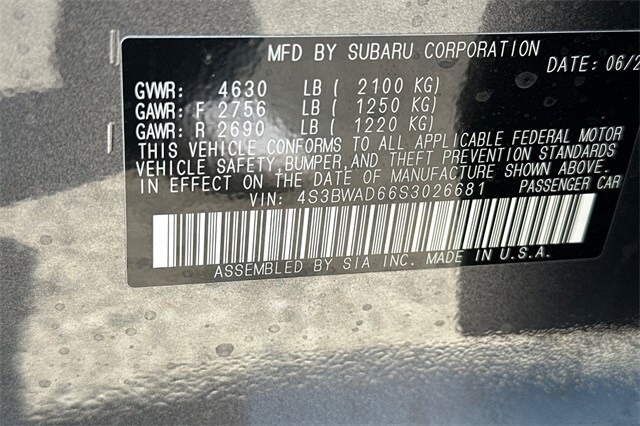 MFD BY SUBARU CORPORATION
DATE: 06/2
GVWR: 4630 LB ( 2100 KG)
GAWR: F 2756 LB ( 1250 KG)
GAWR: R 2690 LB ( 1220 KG)
THIS VEHICLE CONFORMS TO ALL APPLICABLE FEDERAL MOTOR
VEHICLE SAFETY, BUMPER, AND THEFT PREVENTION STANDARDS
IN EFFECT ON THE DATE OF MANUFACTURE SHOWN ABOVE.
VIN: 4S3BWAD66S3026681 PASSENGER CAR
ASSEMBLED BY SIA INC. MADE IN U.S.A.